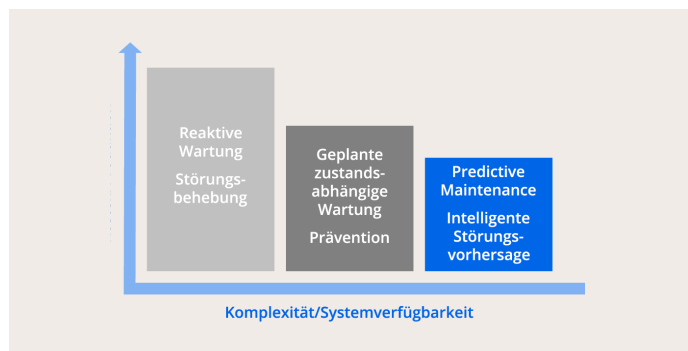 Reaktive
Wartung
Störungs-
behebung
Geplante
zustands-
abhängige
Wartung
Prävention
Predictive
Maintenance
Intelligente
Störungs-
vorhersage
Komplexität/Systemverfügbarkeit